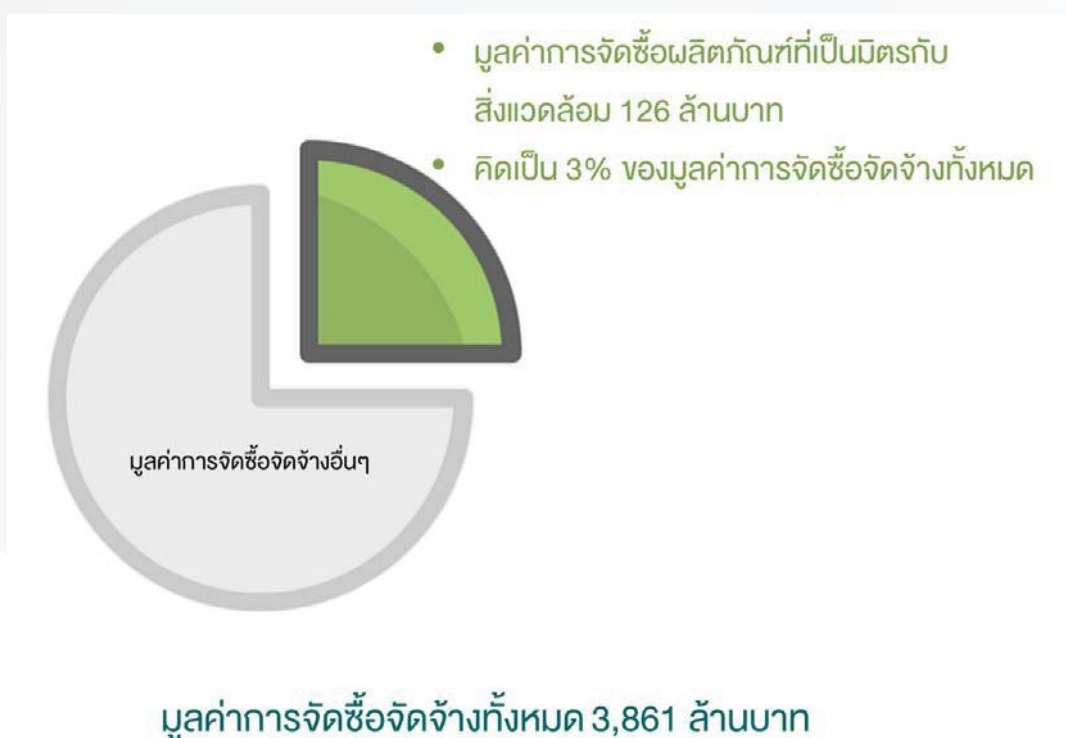 • มูลค่าการจัดซื้อผลิตภัณฑ์ที่เป็นมิตรกับ
สิ่งแวดล้อม 126 ล้านบาท
• คิดเป็น 3% ของมูลค่าการจัดซื้อจัดจ้างทั้งหมด
มูลค่าการจัดซื้อจัดจ้างอื่นๆ
มูลค่าการจัดซื้อจัดจ้างทั้งหมด 3,861 ล้านบาท